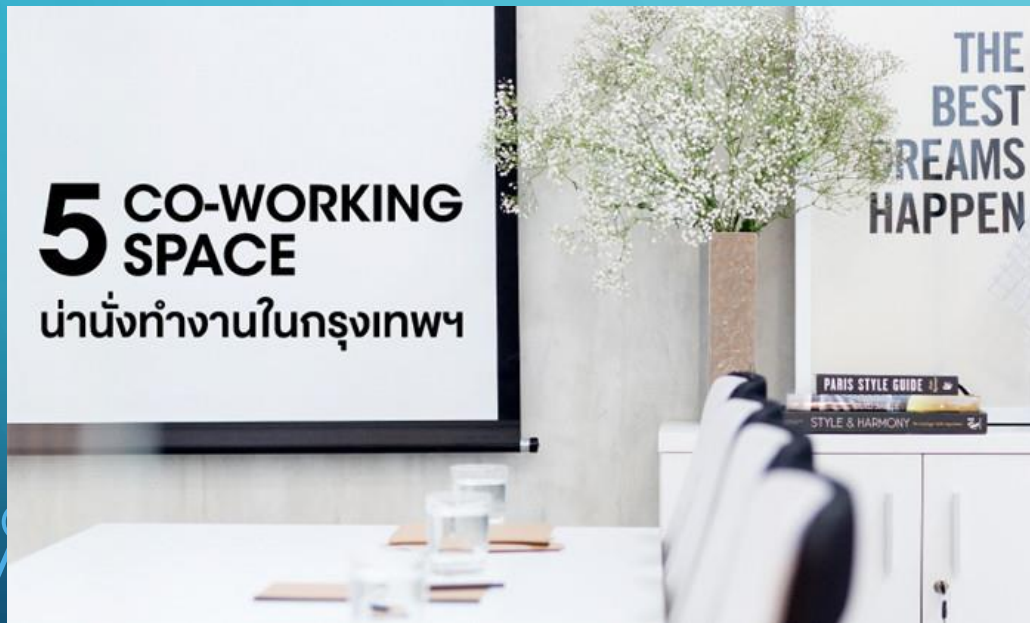 5 CO-WORKING
SPACE
น่านั่งทำงานในกรุงเทพฯ
THE
BEST
DREAMS
HAPPEN
PARIS STYLE GUIDE
STYLE & HARMONY